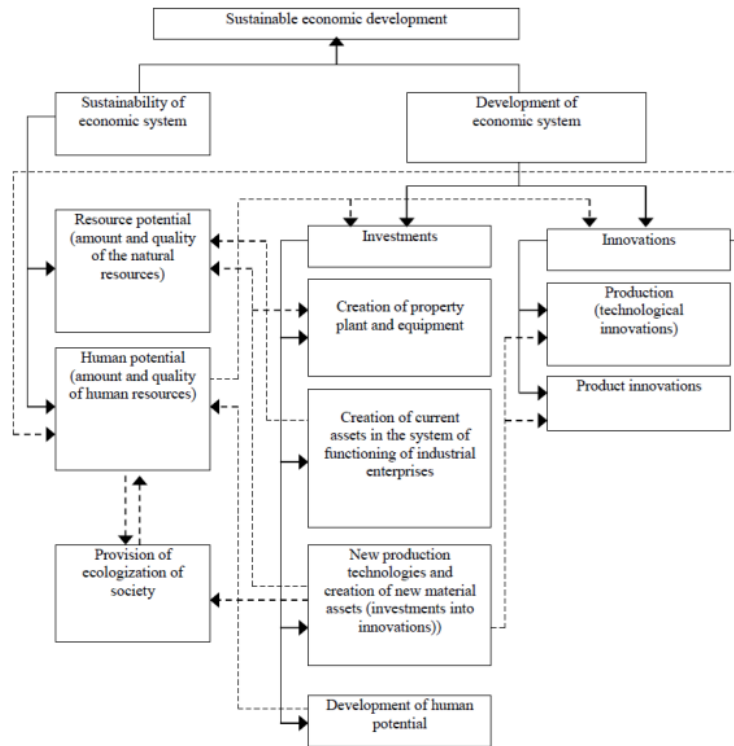 Sustainable economic development
Sustainability of
economic system
Development of
economic system
Resource potential
(amount and quality
of the natural
resources)
Investments
Innovations
Creation of property
plant and equipment
Production
(technological
innovations)
Human potential
(amount and quality
of human resources)
Product innovations
Creation of current
assets in the system of
functioning of industrial
enterprises
Provision of
ecologization of
society
New production
technologies and
creation of new material
assets (investments into
innovations))
Development of human
potential